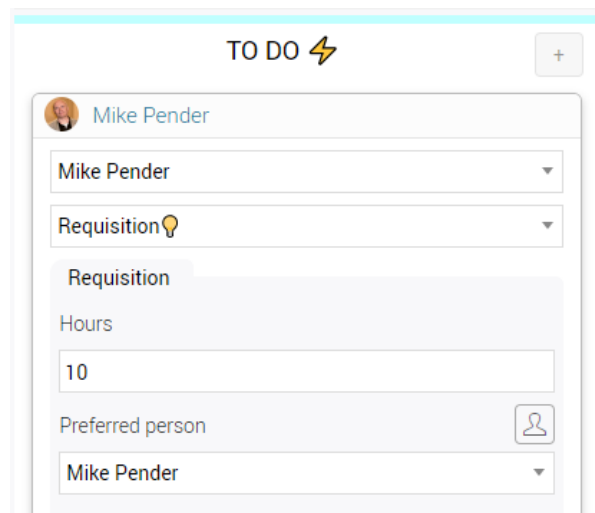 TO DO ⚡
+
Mike Pender
Mike Pender
Requisition💡
Requisition
Hours
10
Preferred person
Mike Pender